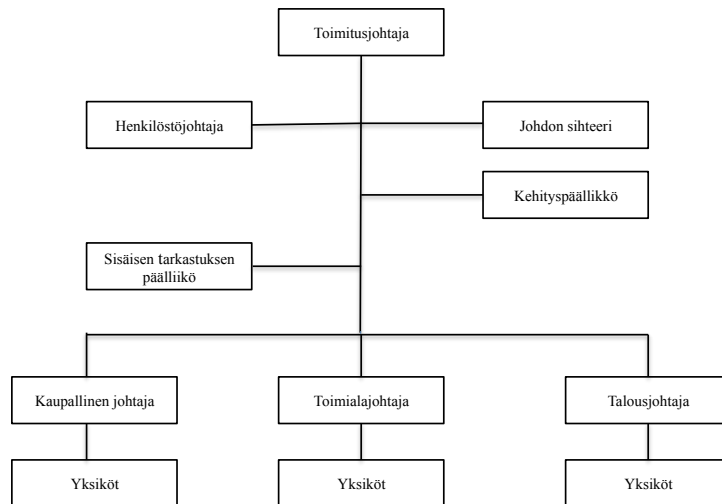 Toimitusjohtaja
Henkilöstöjohtaja
Johdon sihteeri
Kehityspäällikkö
Sisäisen tarkastuksen
päälliikö
Kaupallinen johtaja
Toimialajohtaja
Talousjohtaja
Yksiköt
Yksiköt
Yksiköt